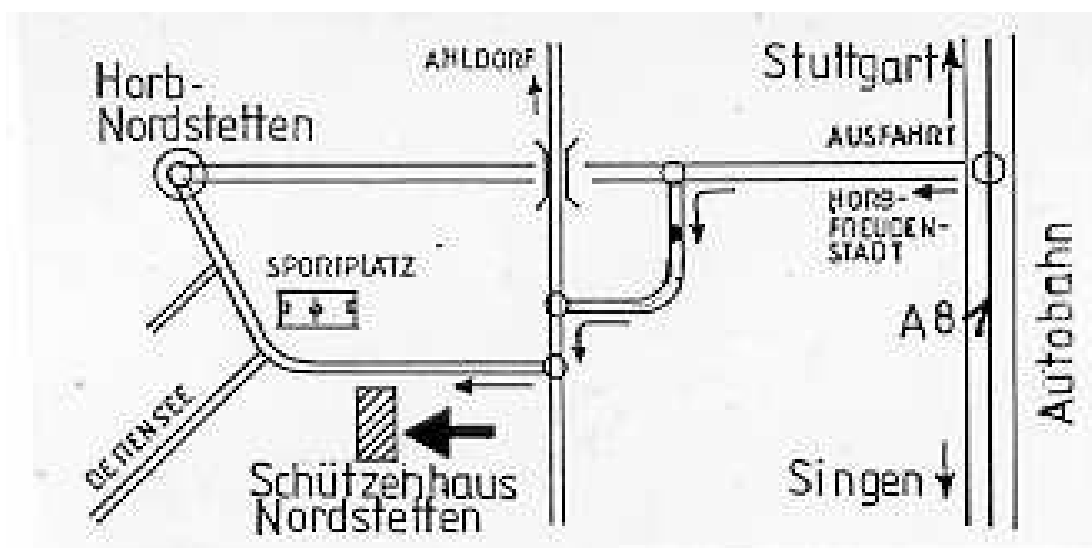 Horb-
Nordstetten
AHLDORF
Stuttgart
AUSFAHRT
HORB-
FREUDEN-
STADT
SPORTPLATZ
A8
Autobahn
Schützenhaus
Nordstetten
Singen